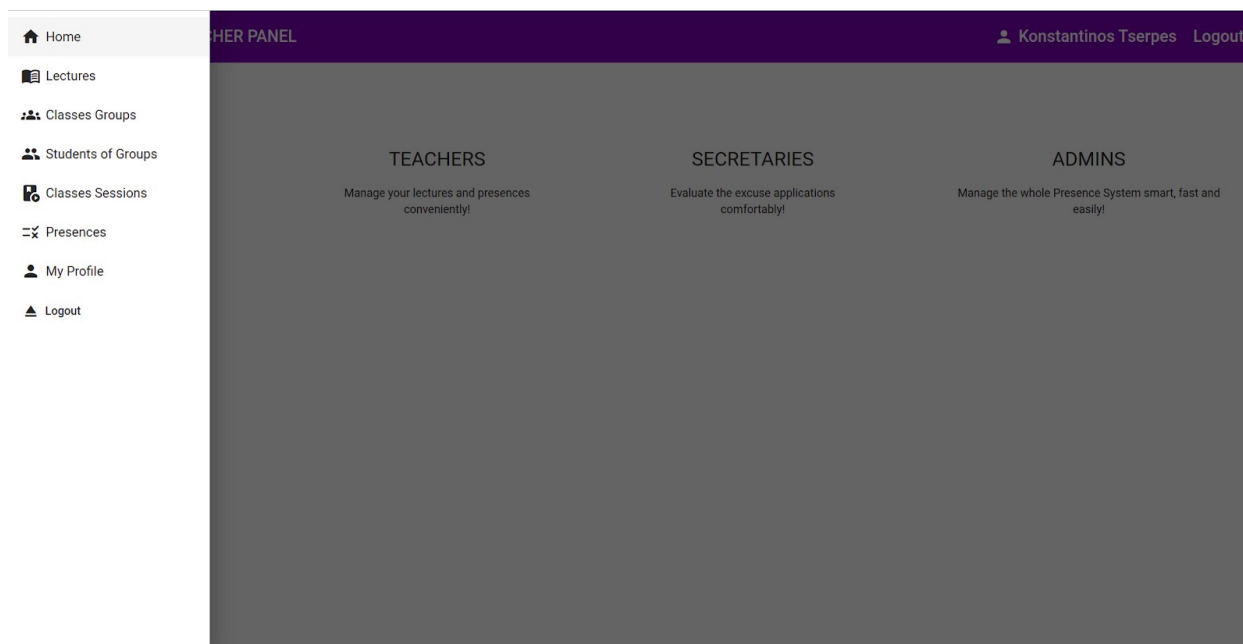 Home
Lectures
Classes Groups
Students of Groups
Classes Sessions
Presences
My Profile
Logout
CHER PANEL
Konstantinos Tserpes
Logout
TEACHERS
Manage your lectures and presences
conveniently!
SECRETARIES
Evaluate the excuse applications
comfortably!
ADMINS
Manage the whole Presence System smart, fast and
easily!